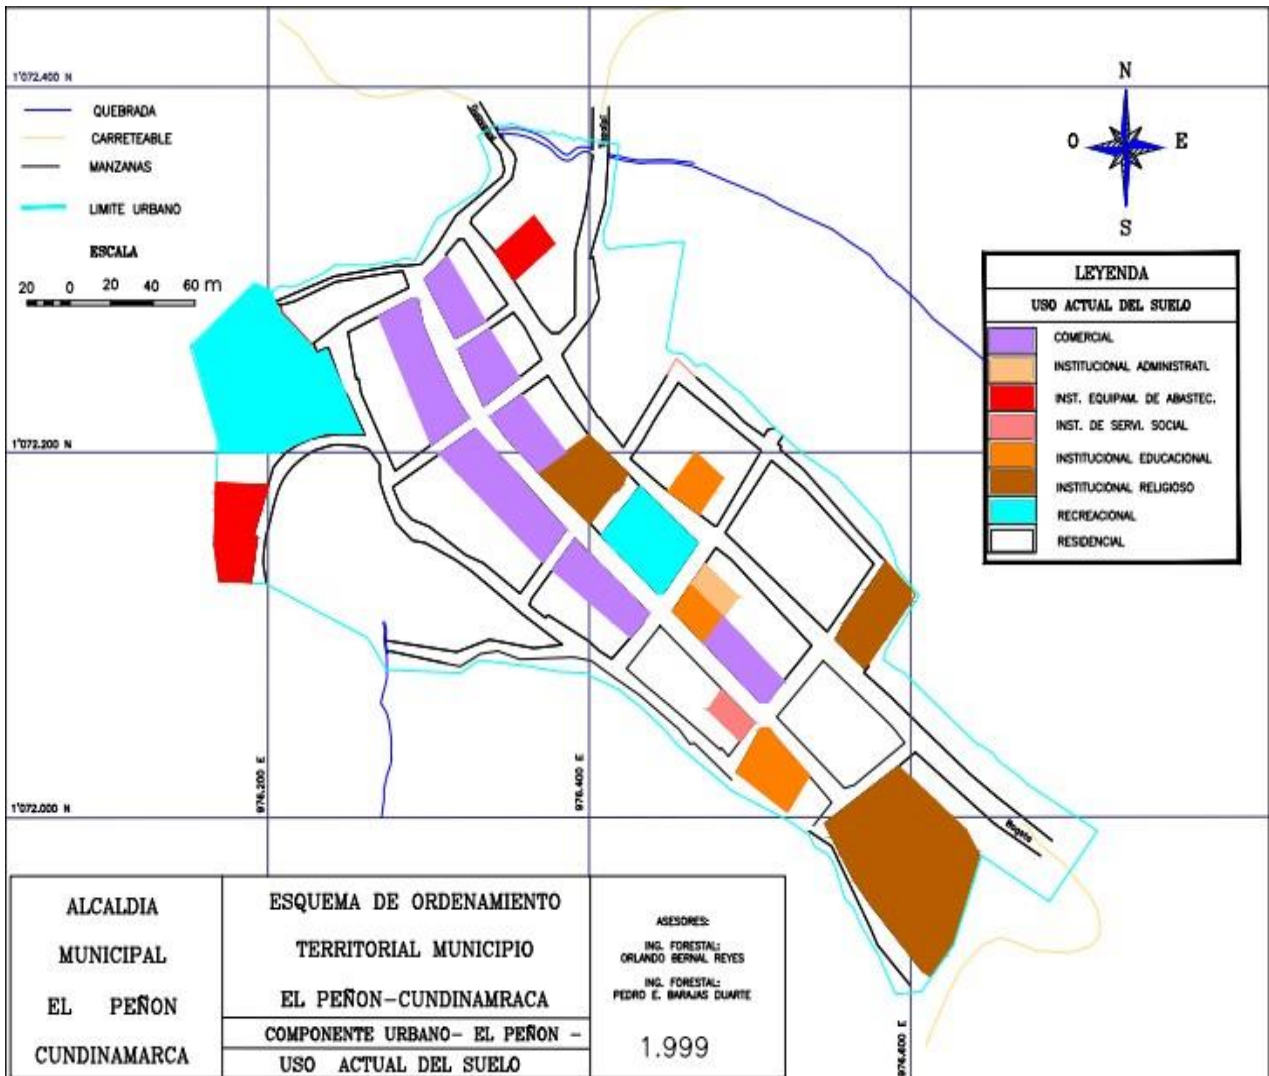 1'072.400 N
QUEBRADA
CARRETEABLE
MANZANAS
LIMITE URBANO
ESCALA
20 0 20 40 60 m
N
O
E
S
LEYENDA
USO ACTUAL DEL SUELO
COMERCIAL
INSTITUCIONAL ADMINISTRATI.
INST. EQUIPAM. DE ABASTEC.
INST. DE SERVI. SOCIAL
INSTITUCIONAL EDUCACIONAL
INSTITUCIONAL RELIGIOSO
RECREACIONAL
RESIDENCIAL
1'072.200 N
976.200 E
976.400 E
1'072.000 N
Bogota
976.600 E
ALCALDIA
MUNICIPAL
EL PEÑON
CUNDINAMARCA
ESQUEMA DE ORDENAMIENTO
TERRITORIAL MUNICIPIO
EL PEÑON-CUNDINAMRACA
COMPONENTE URBANO- EL PEÑON -
USO ACTUAL DEL SUELO
ASESORES:
ING. FORESTAL:
ORLANDO BERNAL REYES
ING. FORESTAL:
PEDRO E. BARAJAS DUARTE
1.999